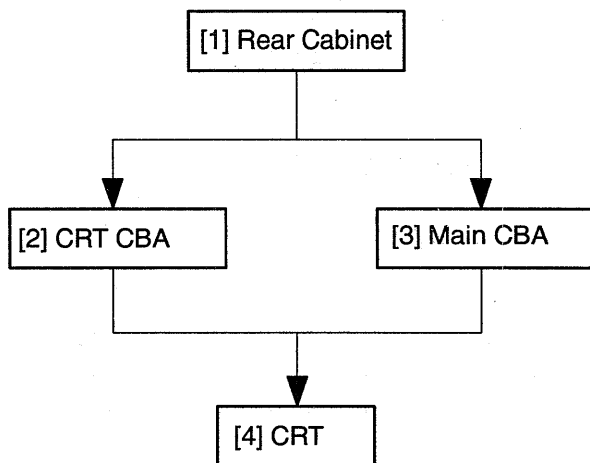 [1] Rear Cabinet
[2] CRT CBA
[3] Main CBA
[4] CRT